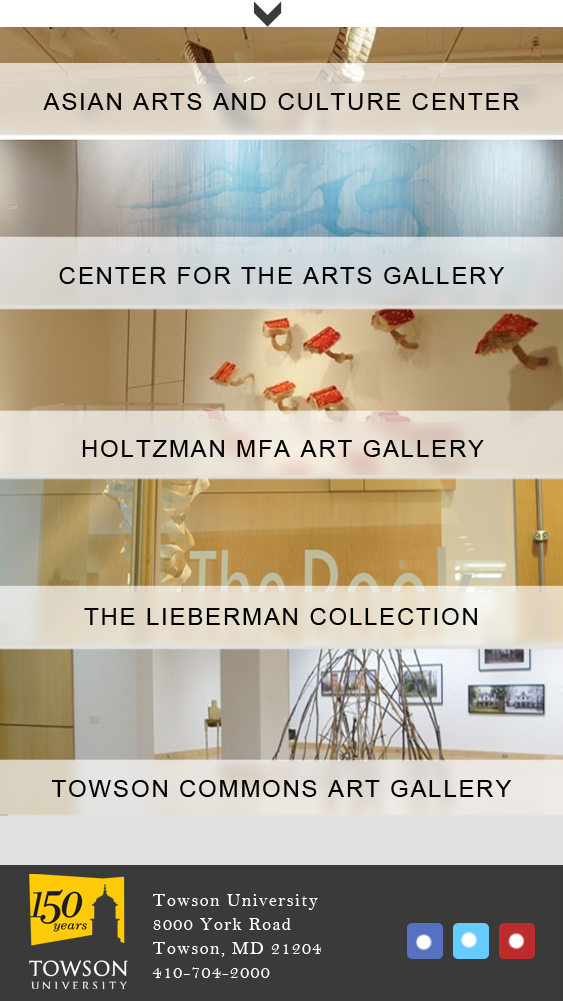 ASIAN ARTS AND CULTURE CENTER
CENTER FOR THE ARTS GALLERY
HOLTZMAN MFA ART GALLERY
The
THE LIEBERMAN COLLECTION
TOWSON COMMONS ART GALLERY
150
years
TOWSON
UNIVERSITY
Towson University
8000 York Road
Towson, MD 21204
410-704-2000